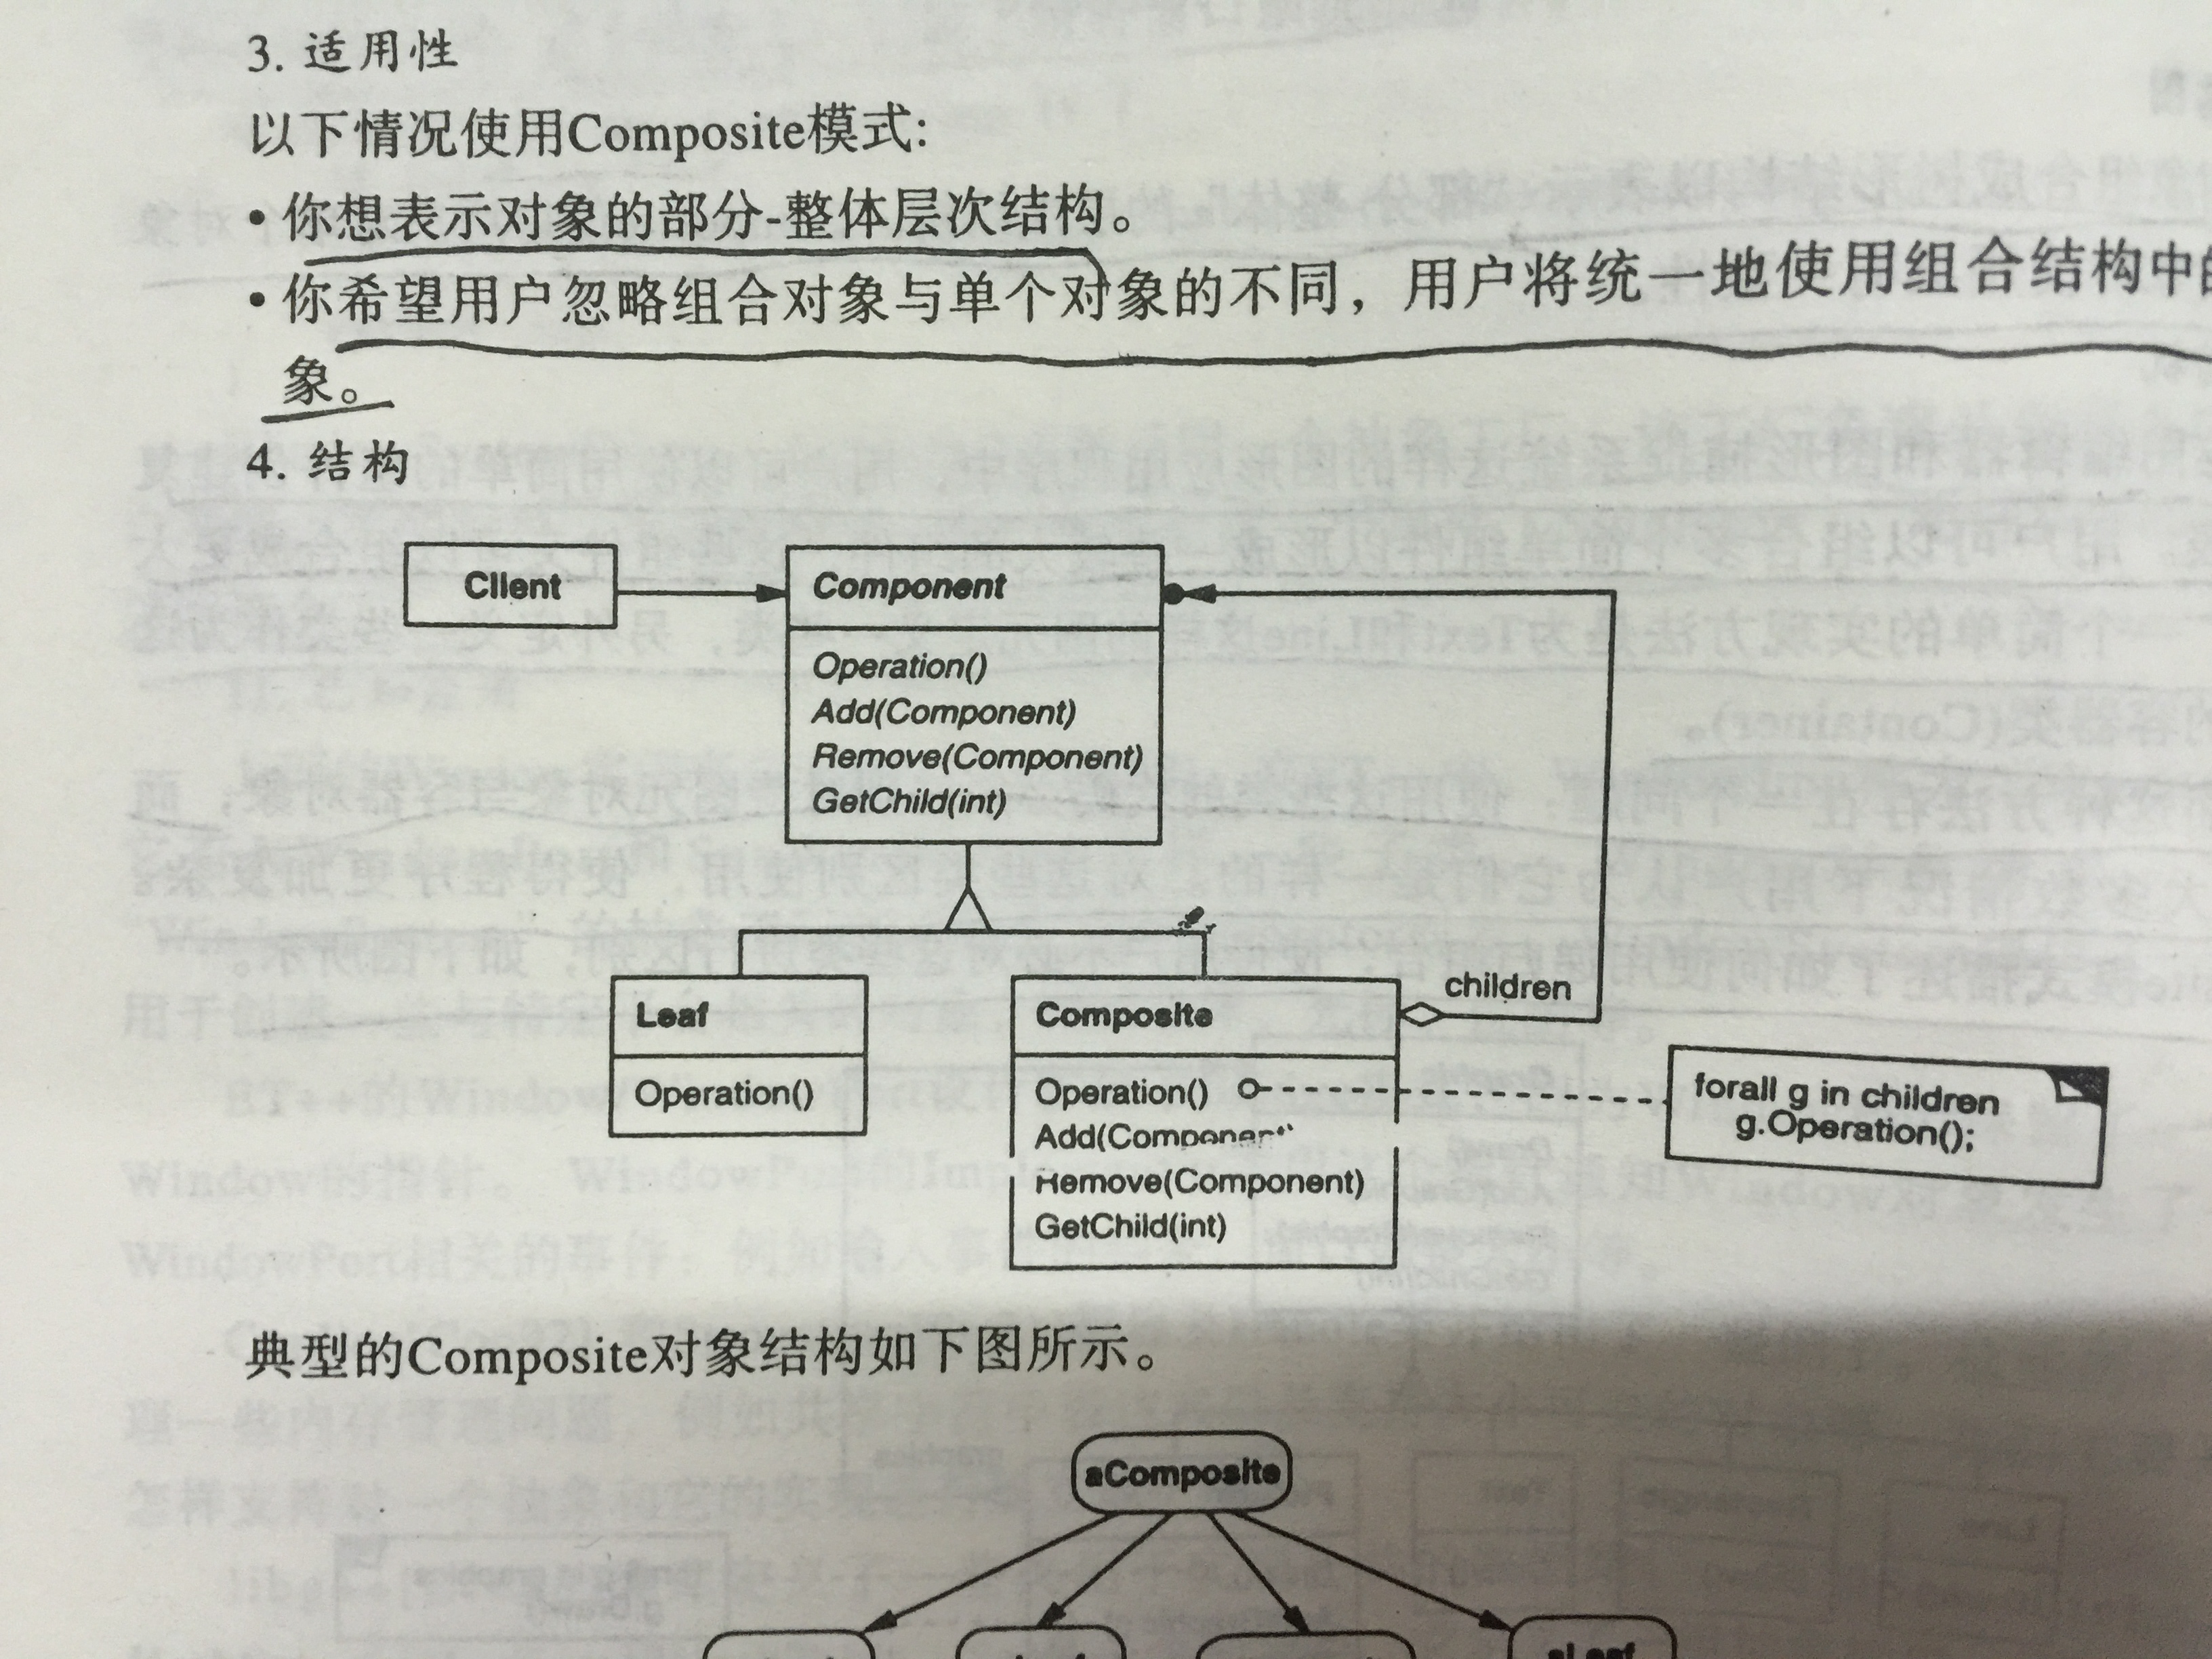 3. 适用性
以下情况使用Composite模式:
• 你想表示对象的部分-整体层次结构。
• 你希望用户忽略组合对象与单个对象的不同，用户将统一地使用组合结构中的
象。
4. 结构
Client
Component
Operation()
Add(Component)
Remove(Component)
GetChild(int)
children
Leaf
Operation()
Composite
Operation()
Add(Component)
Remove(Component)
GetChild(int)
forall g in children
g.Operation();
典型的Composite对象结构如下图所示。
aComposite
aLeaf